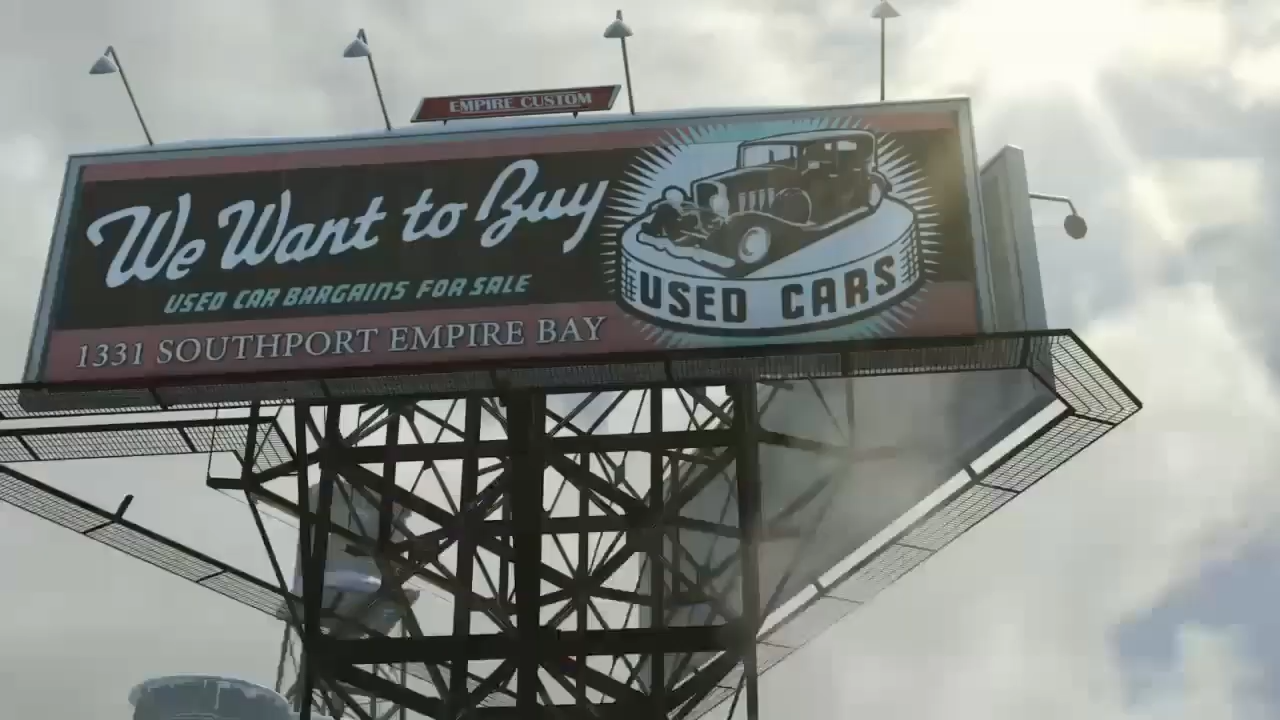 EMPIRE CUSTOM
We Want to Buy
USED CAR BARGAINS FOR SALE
1331 SOUTHPORT EMPIRE BAY
USED CARS